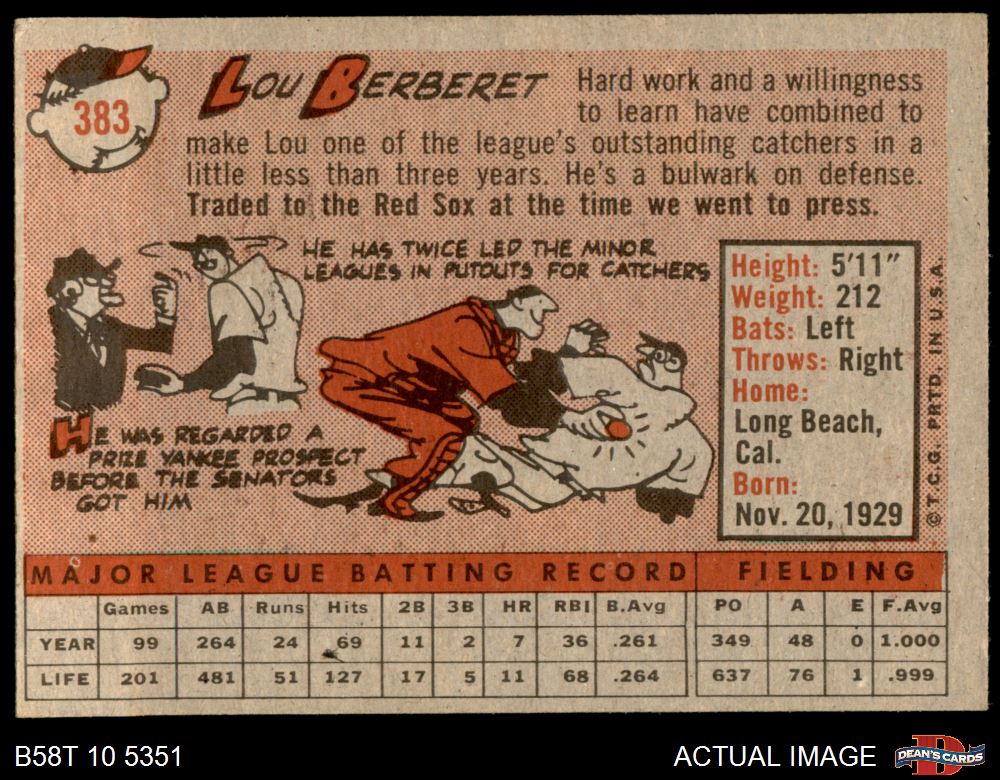 383
LOU BERBERET
Hard work and a willingness
to learn have combined to
make Lou one of the league's outstanding catchers in a
little less than three years. He's a bulwark on defense.
Traded to the Red Sox at the time we went to press.
HE HAS TWICE LED THE MINOR
LEAGUES IN PUTOUTS FOR CATCHERS
HE WAS REGARDED A
PRIZE YANKEE PROSPECT
BEFORE THE SENATORS
GOT HIM
Height: 5'11"
Weight: 212
Bats: Left
Throws: Right
Home:
Long Beach,
Cal.
Born:
Nov. 20, 1929
© T.C.G. PRTD. IN U.S.A.
MAJOR LEAGUE BATTING RECORD FIELDING
Games AB Runs Hits 2B 3B HR RBI B.Avg PO A E F.Avg
YEAR 99 264 24 69 11 2 7 36 .261 349 48 0 1.000
LIFE 201 481 51 127 17 5 11 68 .264 637 76 1 .999
B58T 10 5351
ACTUAL IMAGE
DEAN'S CARDS